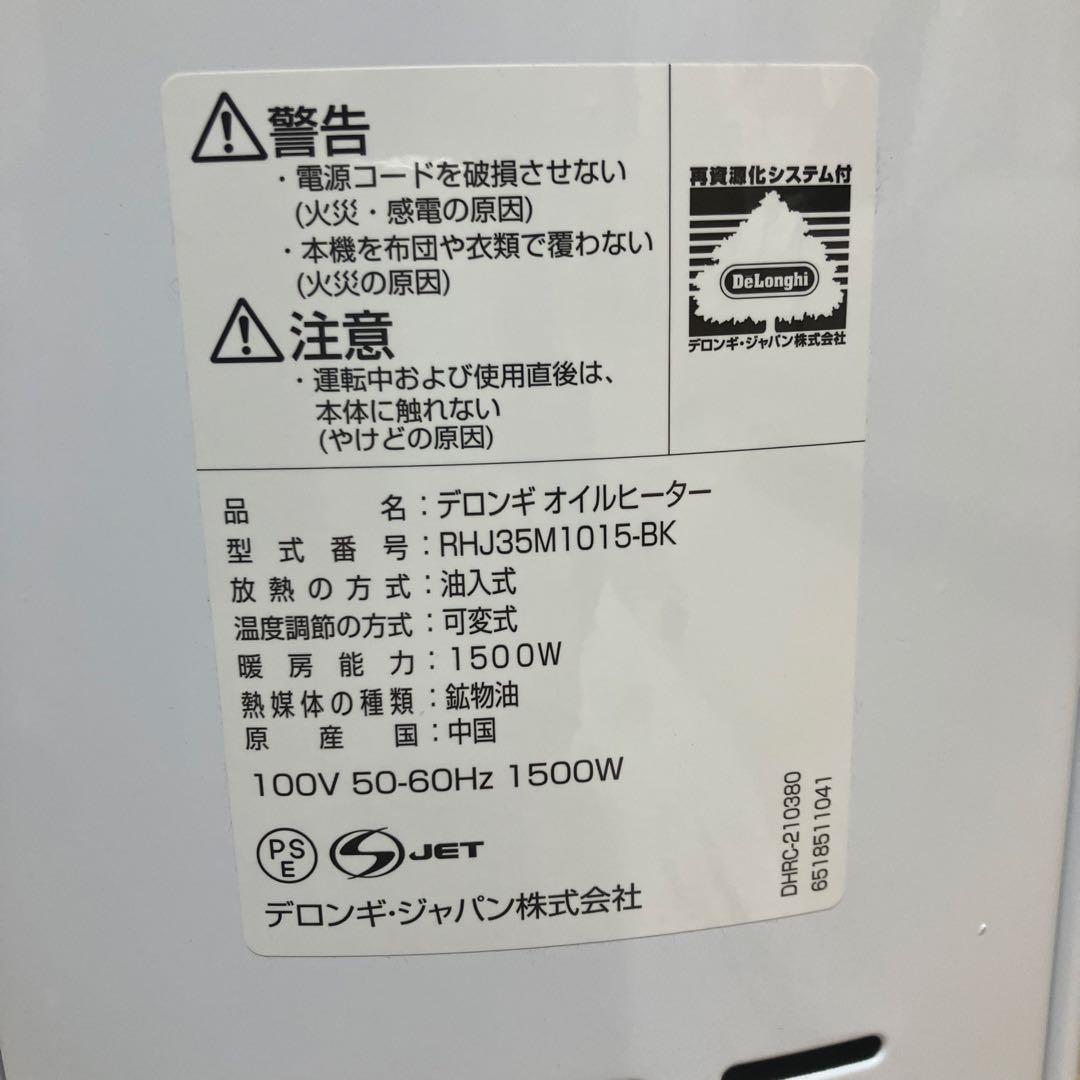 警告
・電源コードを破損させない
(火災・感電の原因)
・本機を布団や衣類で覆わない
(火災の原因)
注意
・運転中および使用直後は、
本体に触れない
(やけどの原因)
再資源化システム付
DeLonghi
デロンギ・ジャパン株式会社
品名：デロンギ オイルヒーター
型式番号：RHJ35M1015-BK
放熱の方式：油入式
温度調節の方式：可変式
暖房能力：1500W
熱媒体の種類：鉱物油
原産国：中国
100V 50-60Hz 1500W
PS
E
JET
デロンギ・ジャパン株式会社
DHRC-210380
6518511041